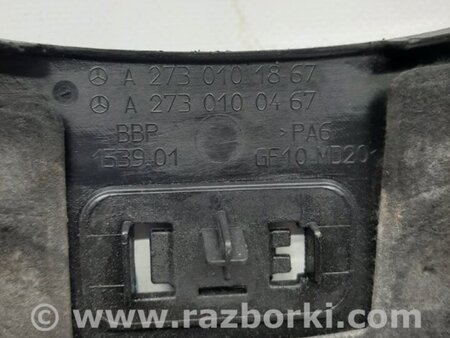 A 273 010 18 67
A 273 010 04 67
BBP >PA6
1539-01 GF10 MD20
www.razborki.com